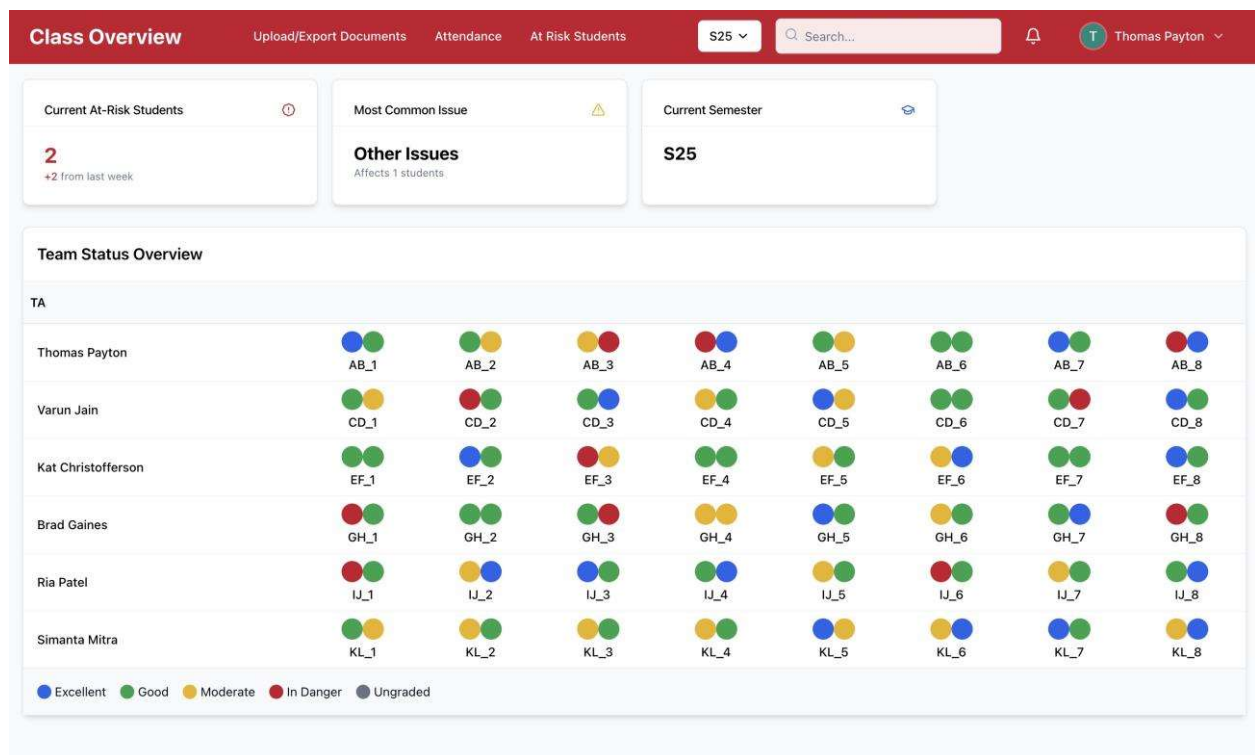 Class Overview Upload/Export Documents Attendance At Risk Students S25 Search... T Thomas Payton
Current At-Risk Students Most Common Issue Current Semester
2 Other Issues S25
+2 from last week Affects 1 students
Team Status Overview
TA
Thomas Payton
AB_1 AB_2 AB_3 AB_4 AB_5 AB_6 AB_7 AB_8
Varun Jain
CD_1 CD_2 CD_3 CD_4 CD_5 CD_6 CD_7 CD_8
Kat Christofferson
EF_1 EF_2 EF_3 EF_4 EF_5 EF_6 EF_7 EF_8
Brad Gaines
GH_1 GH_2 GH_3 GH_4 GH_5 GH_6 GH_7 GH_8
Ria Patel
IJ_1 IJ_2 IJ_3 IJ_4 IJ_5 IJ_6 IJ_7 IJ_8
Simanta Mitra
KL_1 KL_2 KL_3 KL_4 KL_5 KL_6 KL_7 KL_8
Excellent Good Moderate In Danger Ungraded